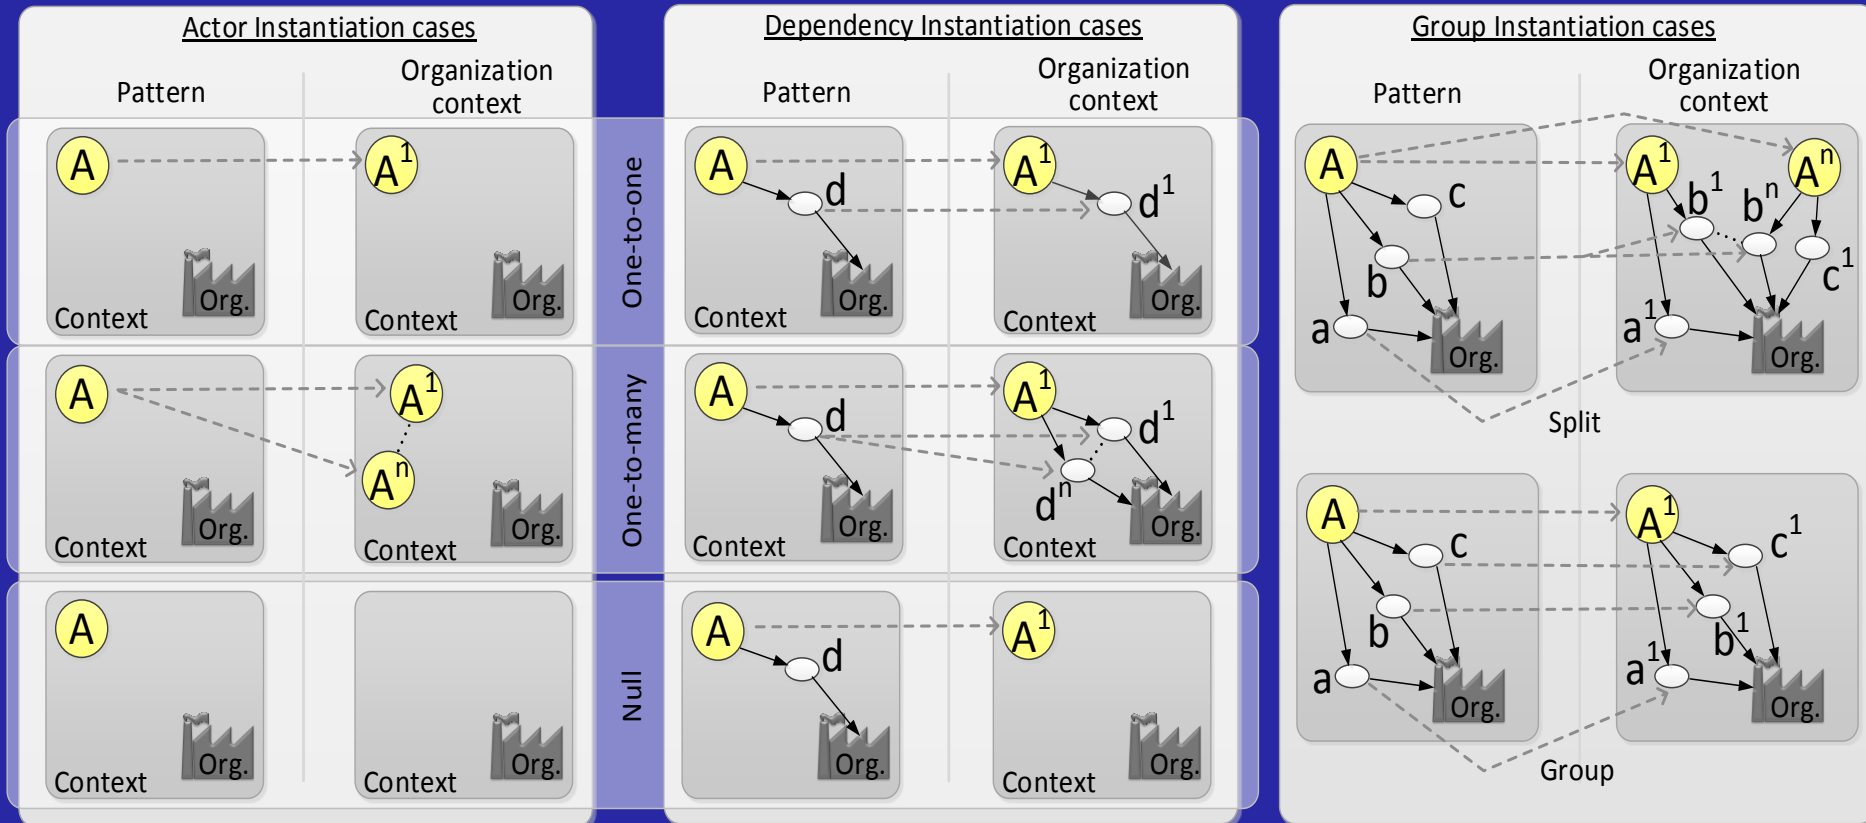 Actor Instantiation cases
Pattern
Organization
context
A
A1
Org.
Context
Org.
Context
A
A1
An
Org.
Context
Org.
Context
A
Org.
Context
Org.
Context
One-to-one
One-to-many
Null
Dependency Instantiation cases
Pattern
Organization
context
A
d
Org.
Context
A1
d1
Org.
Context
A
d
Org.
Context
A1
d1
dn
Org.
Context
A
d
Org.
A1
Org.
Context
Group Instantiation cases
Pattern
Organization
context
A
c
b
a
Org.
A1
An
b1
bn
c1
a1
Org.
Split
A
c
b
a
Org.
A1
c1
b1
a1
Org.
Group